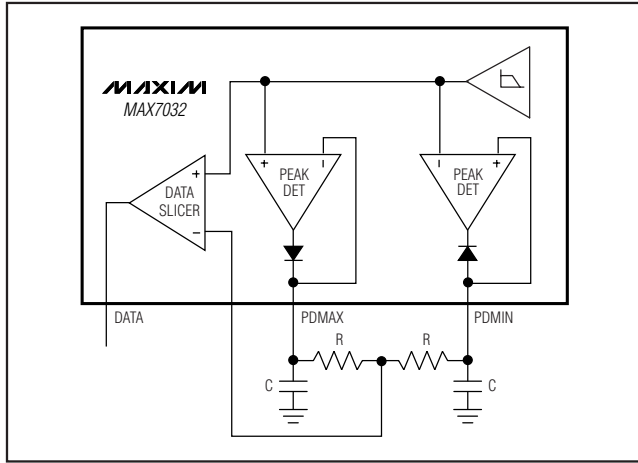 MAXIM
MAX7032
PEAK
DET
+
-
PEAK
DET
-
+
DATA
SLICER
+
-
DATA
PDMAX
PDMIN
R
R
C
C